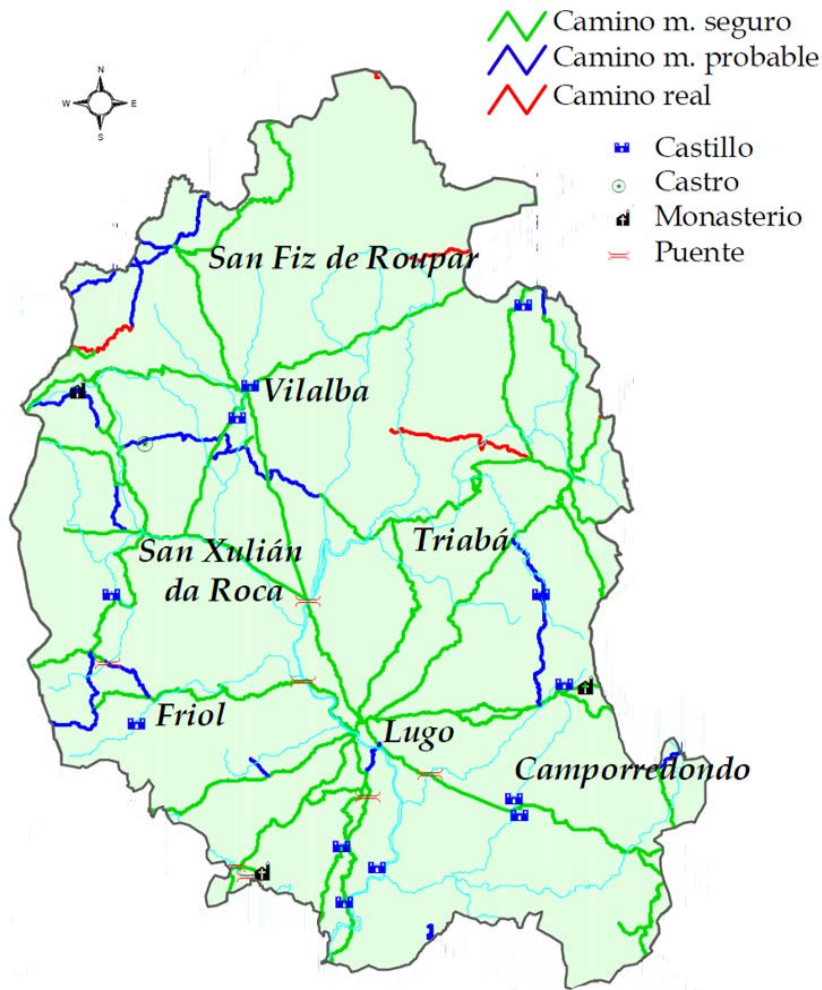 Camino m. seguro
Camino m. probable
Camino real
Castillo
Castro
Monasterio
Puente
N
W
E
S
San Fiz de Roupar
Vilalba
San Xulián
da Roca
Triabá
Friol
Lugo
Camporredondo